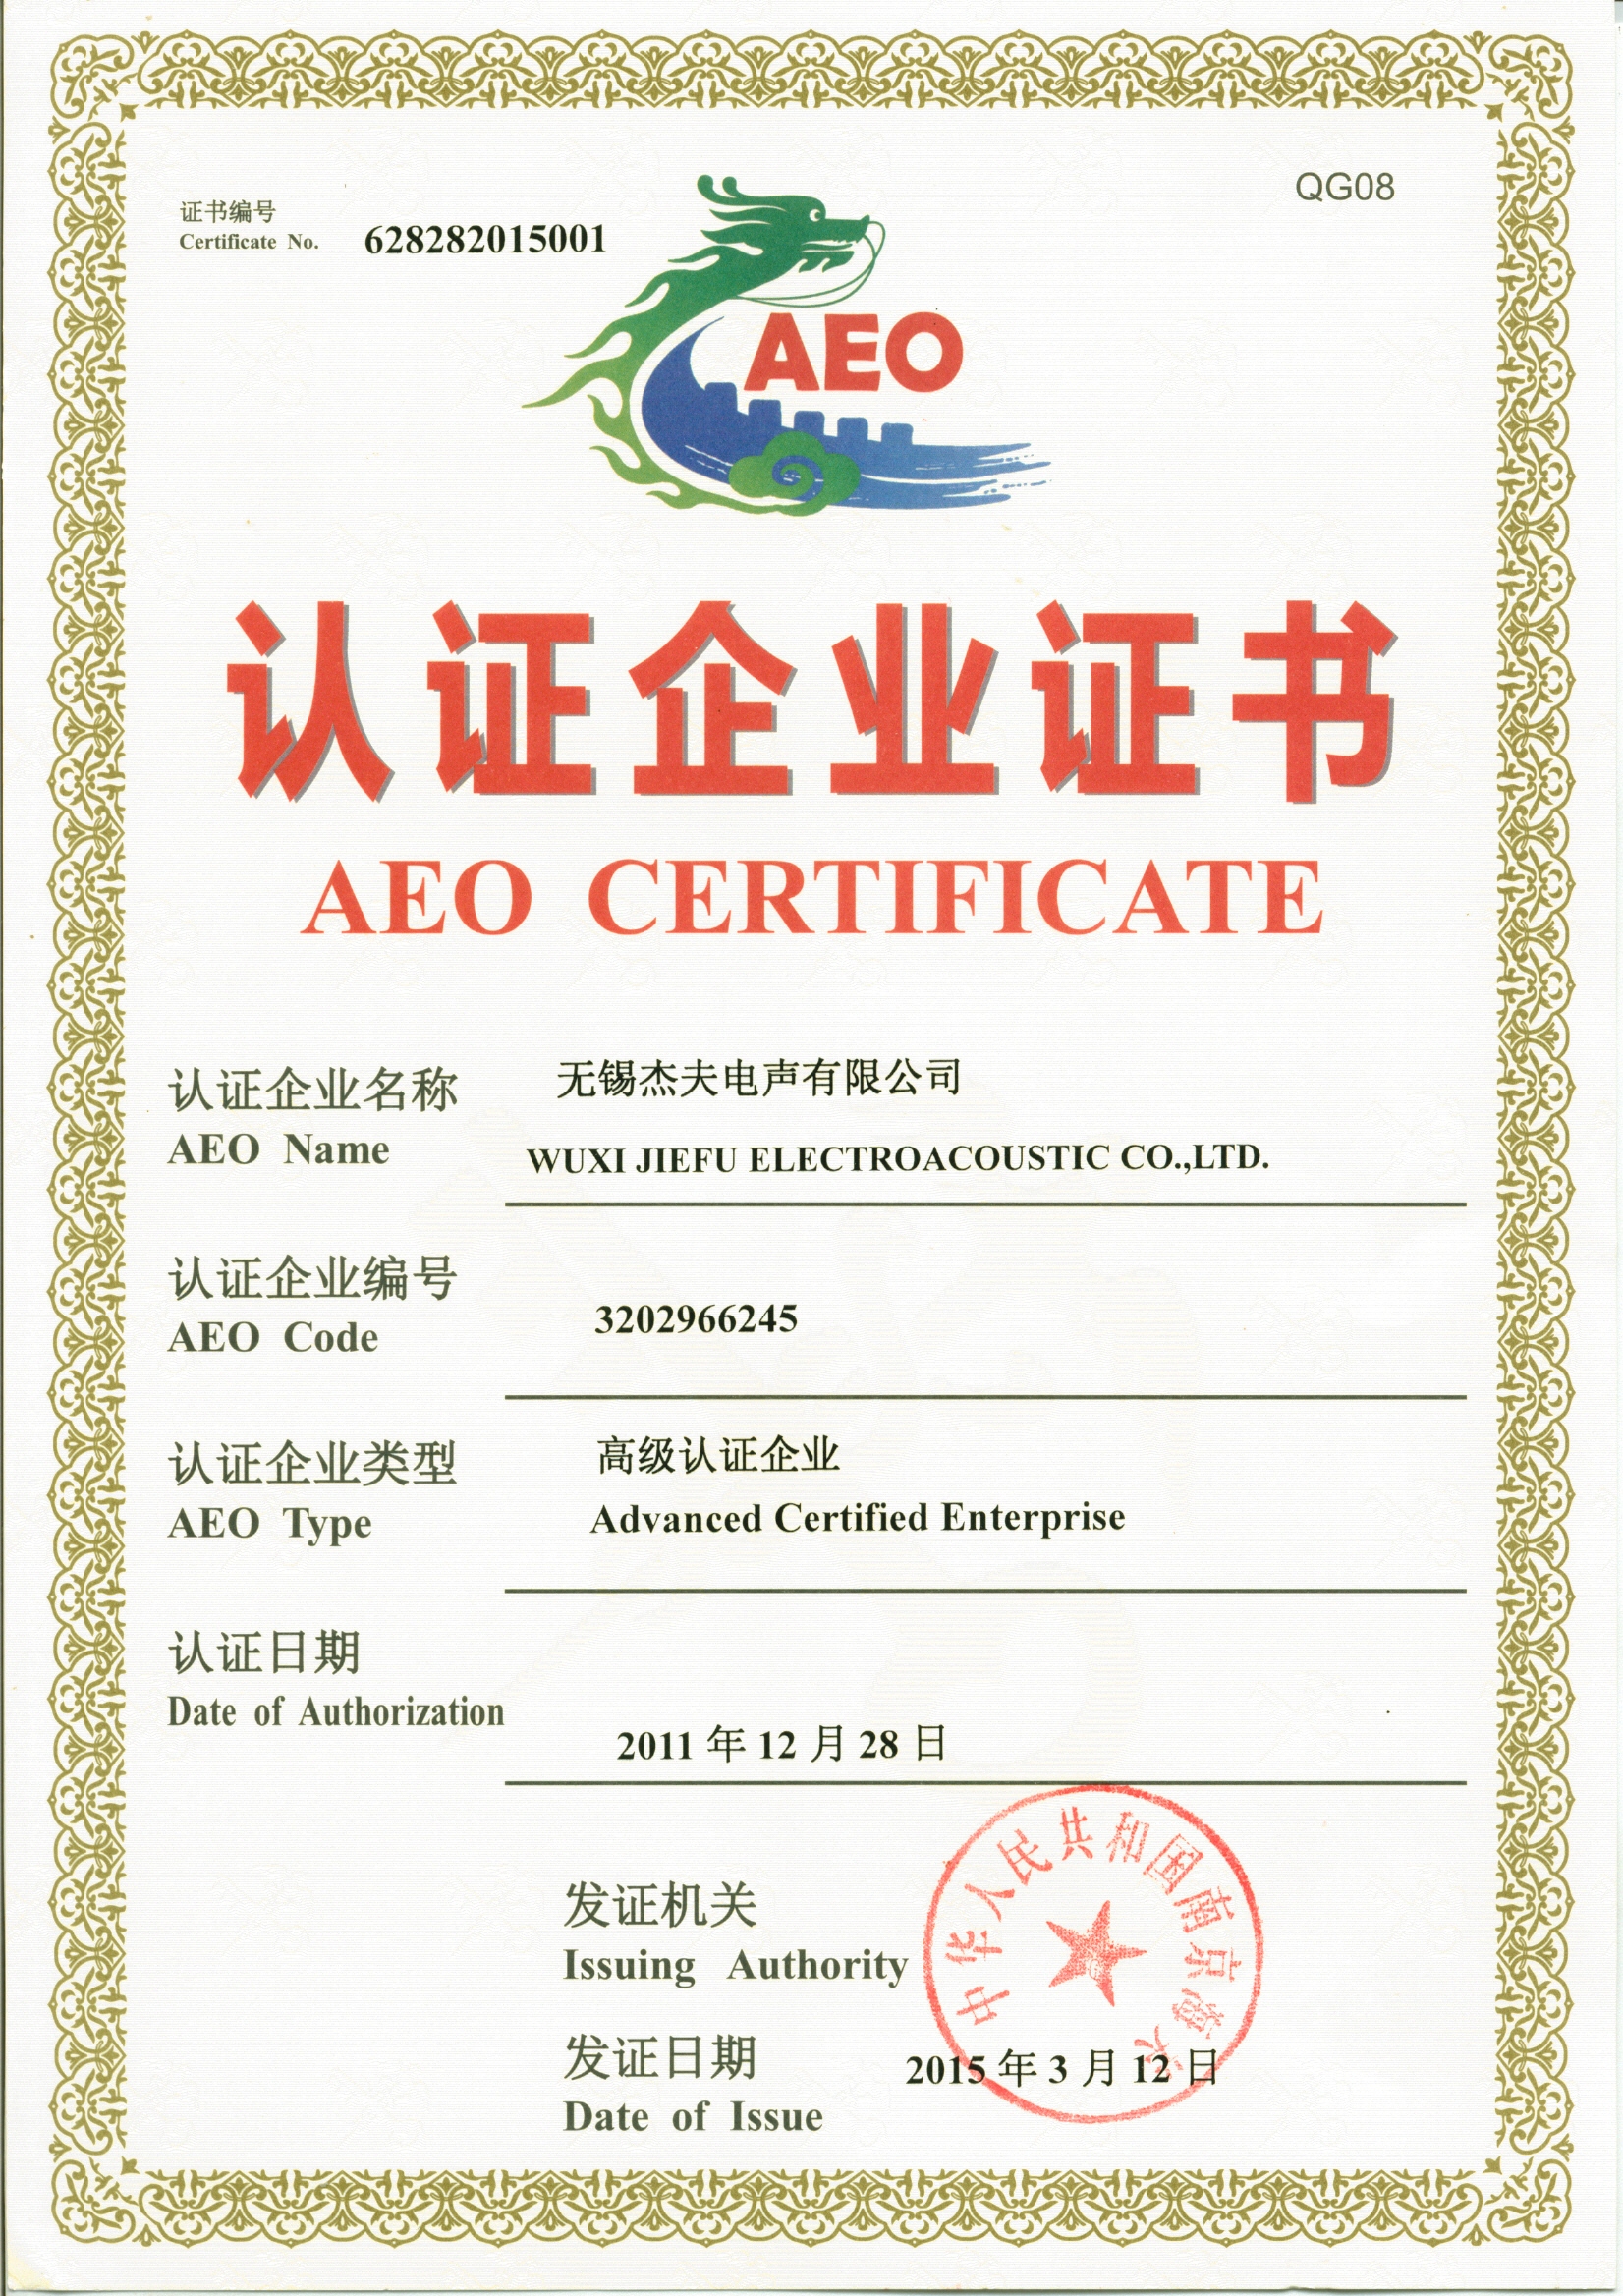 QG08
证书编号
Certificate No. 628282015001
AEO
认证企业证书
AEO CERTIFICATE
认证企业名称 无锡杰夫电声有限公司
AEO Name WUXI JIEFU ELECTROACOUSTIC CO.,LTD.
认证企业编号
AEO Code 3202966245
认证企业类型 高级认证企业
AEO Type Advanced Certified Enterprise
认证日期
Date of Authorization
2011 年 12 月 28 日
中华人民共和国南京海关
发证机关
Issuing Authority
发证日期 2015 年 3 月 12 日
Date of Issue